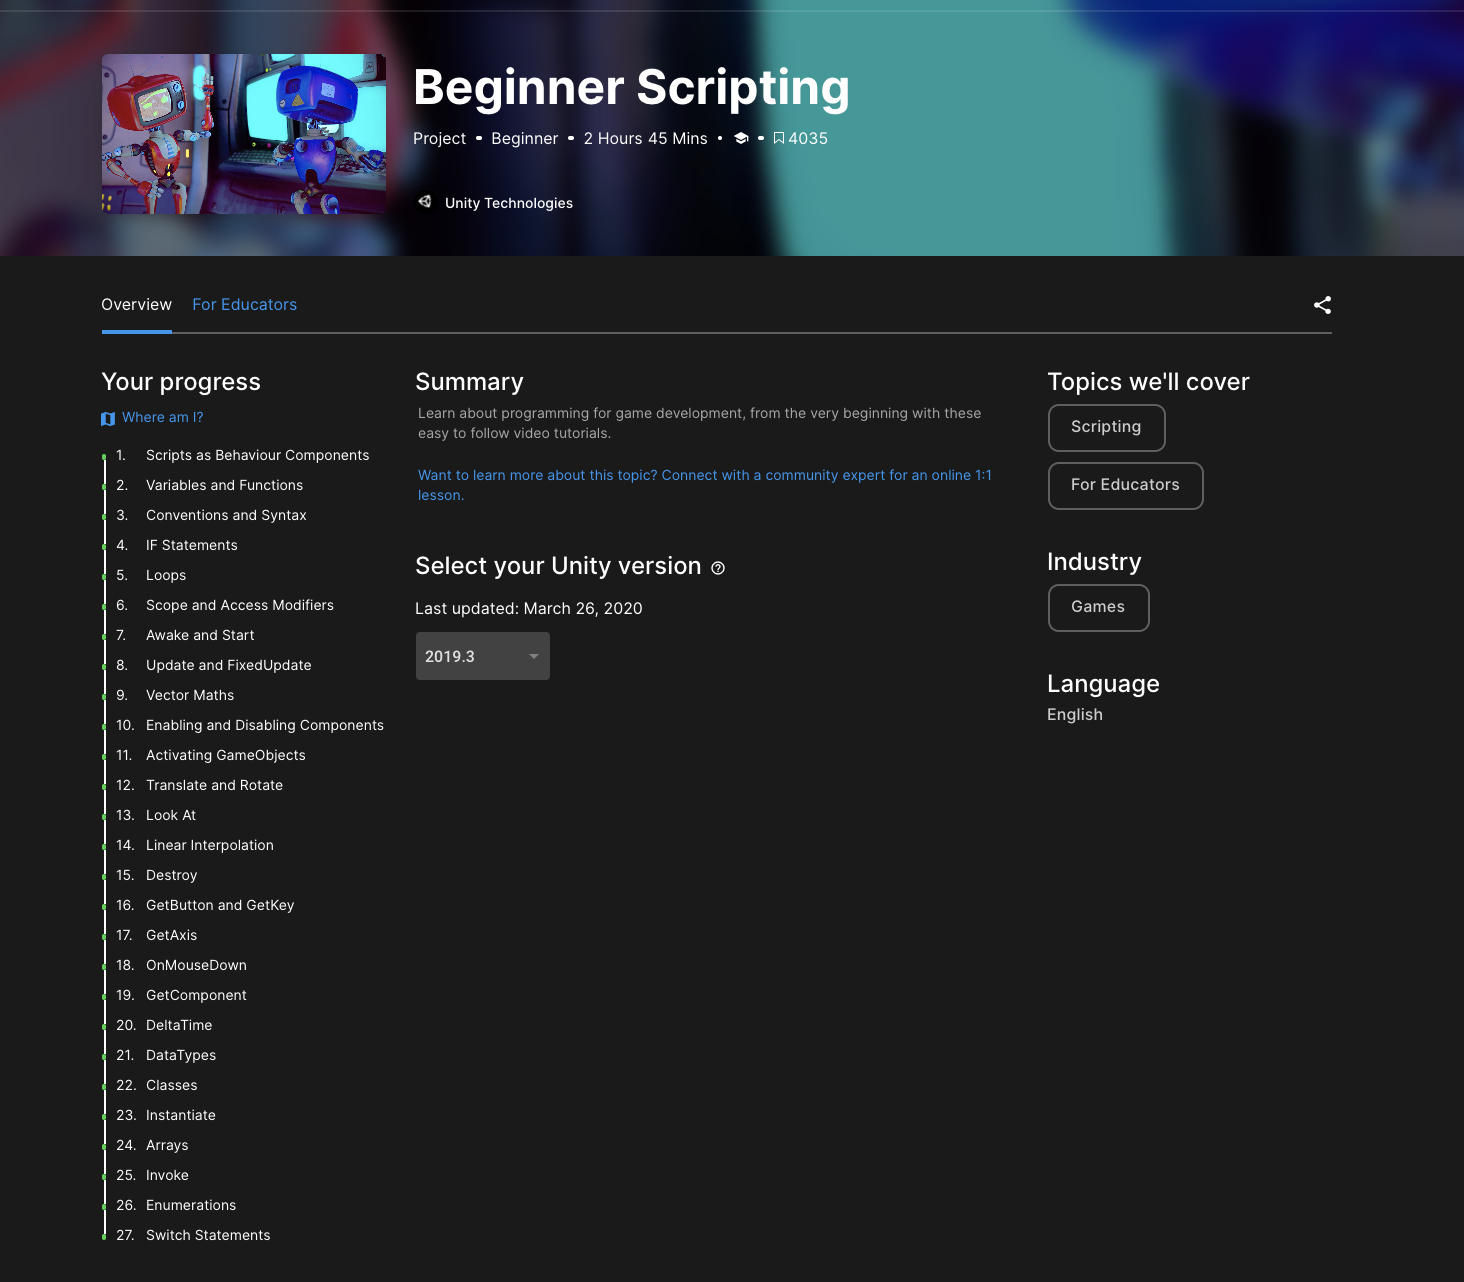 Beginner Scripting
Project • Beginner • 2 Hours 45 Mins • • 4035
Unity Technologies
Overview
For Educators
Your progress
Where am I?
1. Scripts as Behaviour Components
2. Variables and Functions
3. Conventions and Syntax
4. IF Statements
5. Loops
6. Scope and Access Modifiers
7. Awake and Start
8. Update and FixedUpdate
9. Vector Maths
10. Enabling and Disabling Components
11. Activating GameObjects
12. Translate and Rotate
13. Look At
14. Linear Interpolation
15. Destroy
16. GetButton and GetKey
17. GetAxis
18. OnMouseDown
19. GetComponent
20. DeltaTime
21. DataTypes
22. Classes
23. Instantiate
24. Arrays
25. Invoke
26. Enumerations
27. Switch Statements
Summary
Learn about programming for game development, from the very beginning with these
easy to follow video tutorials.
Want to learn more about this topic? Connect with a community expert for an online 1:1
lesson.
Select your Unity version
Last updated: March 26, 2020
2019.3
Topics we'll cover
Scripting
For Educators
Industry
Games
Language
English